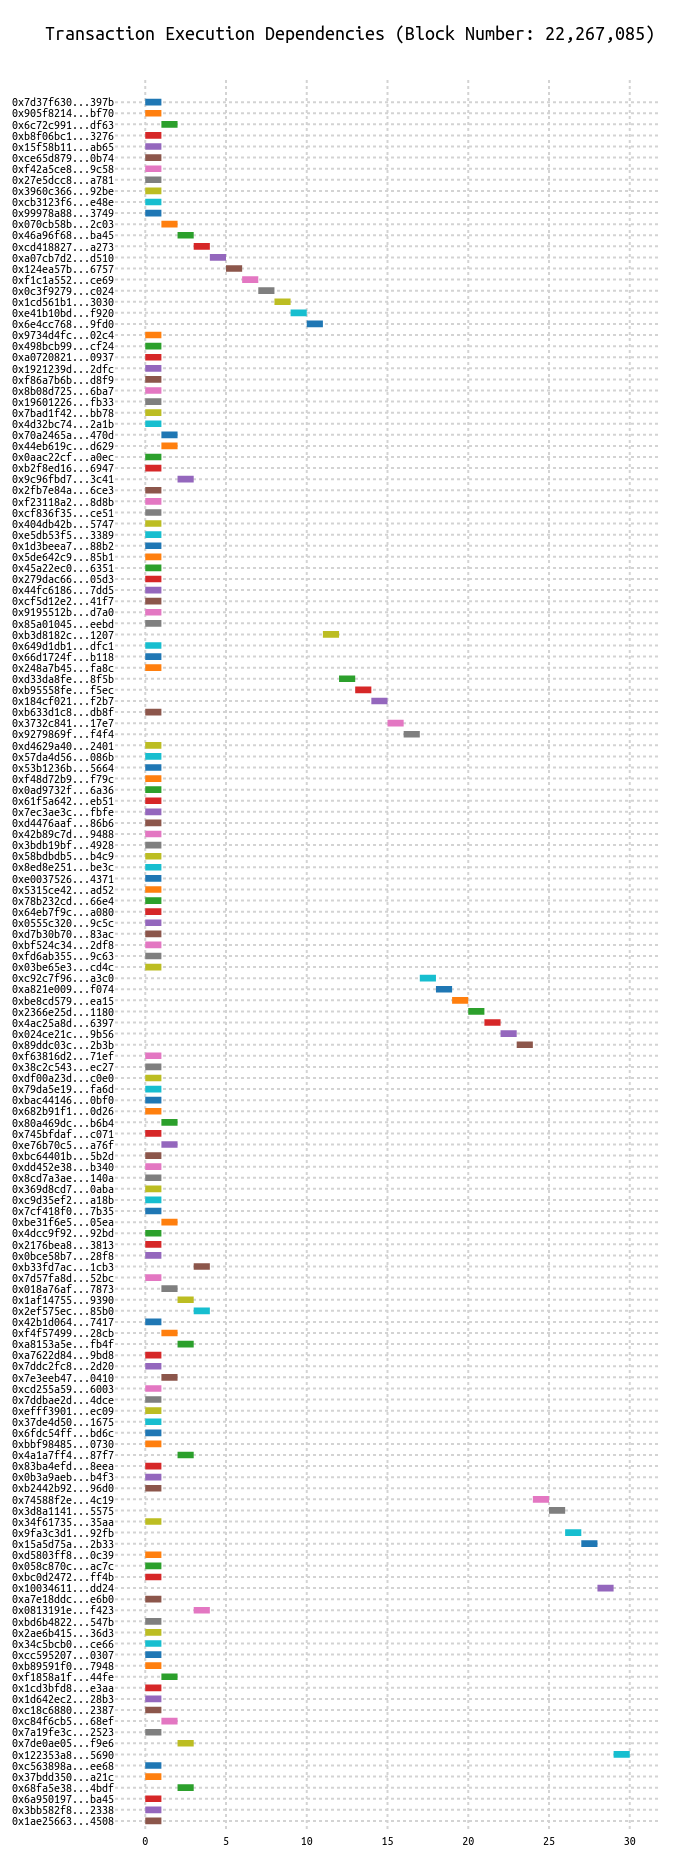 Transaction Execution Dependencies (Block Number: 22,267,085)
0x7d37f630...397b
0x905f8214...bf70
0x6c72c991...df63
0xb8f06bc1...3276
0x15f58b11...ab65
0xce65d879...0b74
0xf42a5ce8...9c58
0x27e5dcc8...a781
0x3960c366...92be
0xcb3123f6...e48e
0x99978a88...3749
0x070cb58b...2c03
0x46a96f68...ba45
0xcd418827...a273
0xa07cb7d2...d510
0x124ea57b...6757
0xf1c1a552...ce69
0x0c3f9279...c024
0x1cd561b1...3030
0xe41b10bd...f920
0x6e4cc768...9fd0
0x9734d4fc...02c4
0x498bcb99...cf24
0xa0720821...0937
0x1921239d...2dfc
0xf86a7b6b...d8f9
0x8b08d725...6ba7
0x19601226...fb33
0x7bad1f42...bb78
0x4d32bc74...2a1b
0x70a2465a...470d
0x44eb619c...d629
0x0aac22cf...a0ec
0xb2f8ed16...6947
0x9c96fbd7...3c41
0x2fb7e84a...6ce3
0xf23118a2...8d8b
0xcf836f35...ce51
0x404db42b...5747
0xe5db53f5...3389
0x1d3beea7...88b2
0x5de642c9...85b1
0x45a22ec0...6351
0x279dac66...05d3
0x44fc6186...7dd5
0xcf5d12e2...41f7
0x9195512b...d7a0
0x85a01045...eebd
0xb3d8182c...1207
0x649d1db1...dfc1
0x66d1724f...b118
0x248a7b45...fa8c
0xd33da8fe...8f5b
0xb95558fe...f5ec
0x184cf021...f2b7
0xb633d1c8...db8f
0x3732c841...17e7
0x9279869f...f4f4
0xd4629a40...2401
0x57da4d56...086b
0x53b1236b...5664
0xf48d72b9...f79c
0x0ad9732f...6a36
0x61f5a642...eb51
0x7ec3ae3c...fbfe
0xd4476aaf...86b6
0x42b89c7d...9488
0x3bdb19bf...4928
0x58bdbdb5...b4c9
0x8ed8e251...be3c
0xe0037526...4371
0x5315ce42...ad52
0x78b232cd...66e4
0x64eb7f9c...a080
0x0555c320...9c5c
0xd7b30b70...83ac
0xbf524c34...2df8
0xfd6ab355...9c63
0x03be65e3...cd4c
0xc92c7f96...a3c0
0xa821e009...f074
0xbe8cd579...ea15
0x2366e25d...1180
0x4ac25a8d...6397
0x024ce21c...9b56
0x89ddc03c...2b3b
0xf63816d2...71ef
0x38c2c543...ec27
0xdf00a23d...c0e0
0x79da5e19...fa6d
0xbac44146...0bf0
0x682b91f1...0d26
0x80a469dc...b6b4
0x745bfdaf...c071
0xe76b70c5...a76f
0xbc64401b...5b2d
0xdd452e38...b340
0x8cd7a3ae...140a
0x369d8cd7...0aba
0xc9d35ef2...a18b
0x7cf418f0...7b35
0xbe31f6e5...05ea
0x4dcc9f92...92bd
0x2176bea8...3813
0x0bce58b7...28f8
0xb33fd7ac...1cb3
0x7d57fa8d...52bc
0x018a76af...7873
0x1af14755...9390
0x2ef575ec...85b0
0x42b1d064...7417
0xf4f57499...28cb
0xa8153a5e...fb4f
0xa7622d84...9bd8
0x7ddc2fc8...2d20
0x7e3eeb47...0410
0xcd255a59...6003
0x7ddbae2d...4dce
0xefff3901...ec09
0x37de4d50...1675
0x6fdc54ff...bd6c
0xbbf98485...0730
0x4a1a7ff4...87f7
0x83ba4efd...8eea
0x0b3a9aeb...b4f3
0xb2442b92...96d0
0x74588f2e...4c19
0x3d8a1141...5575
0x34f61735...35aa
0x9fa3c3d1...92fb
0x15a5d75a...2b33
0xd5803ff8...0c39
0x058c870c...ac7c
0xbc0d2472...ff4b
0x10034611...dd24
0xa7e18ddc...e6b0
0x0813191e...f423
0xbd6b4822...547b
0x2ae6b415...36d3
0x34c5bcb0...ce66
0xcc595207...0307
0xb89591f0...7948
0xf1858a1f...44fe
0x1cd3bfd8...e3aa
0x1d642ec2...28b3
0xc18c6880...2387
0xc84f6cb5...68ef
0x7a19fe3c...2523
0x7de0ae05...f9e6
0x122353a8...5690
0xc563898a...ee68
0x37bdd350...a21c
0x68fa5e38...4bdf
0x6a950197...ba45
0x3bb582f8...2338
0x1ae25663...4508
0 5 10 15 20 25 30